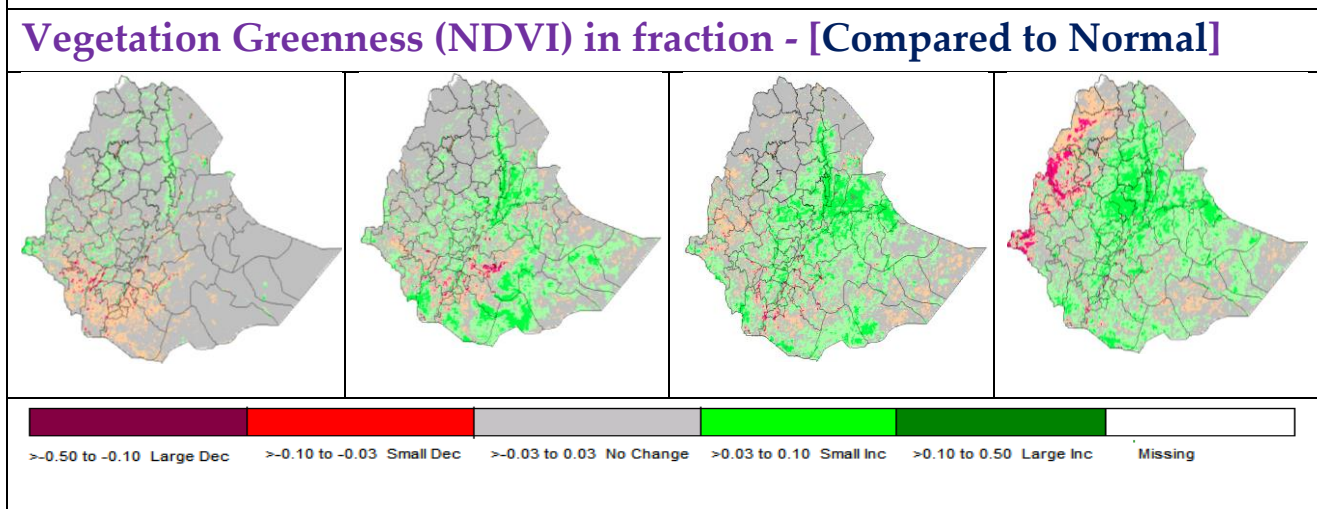 Vegetation Greenness (NDVI) in fraction - [Compared to Normal]
>-0.50 to -0.10 Large Dec >-0.10 to -0.03 Small Dec >-0.03 to 0.03 No Change >0.03 to 0.10 Small Inc >0.10 to 0.50 Large Inc Missing